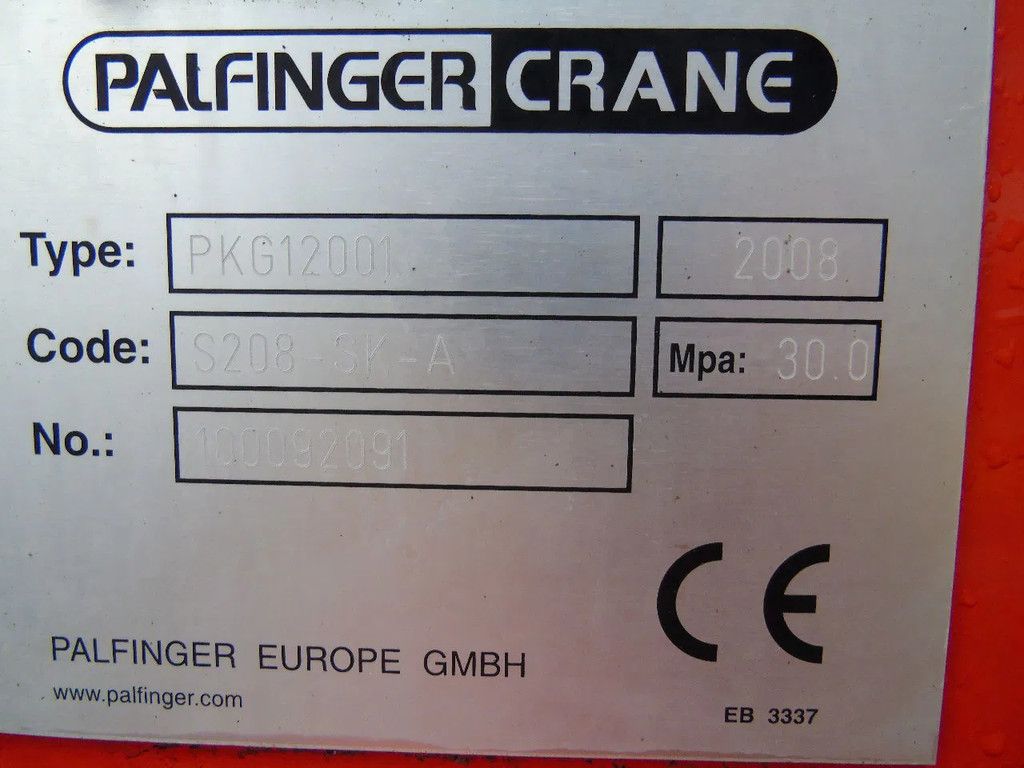 PALFINGER CRANE
Type: PKG12001 2008
Code: S208-SK-A Mpa: 30.0
No.: 100092091
CE
PALFINGER EUROPE GMBH
www.palfinger.com
EB 3337